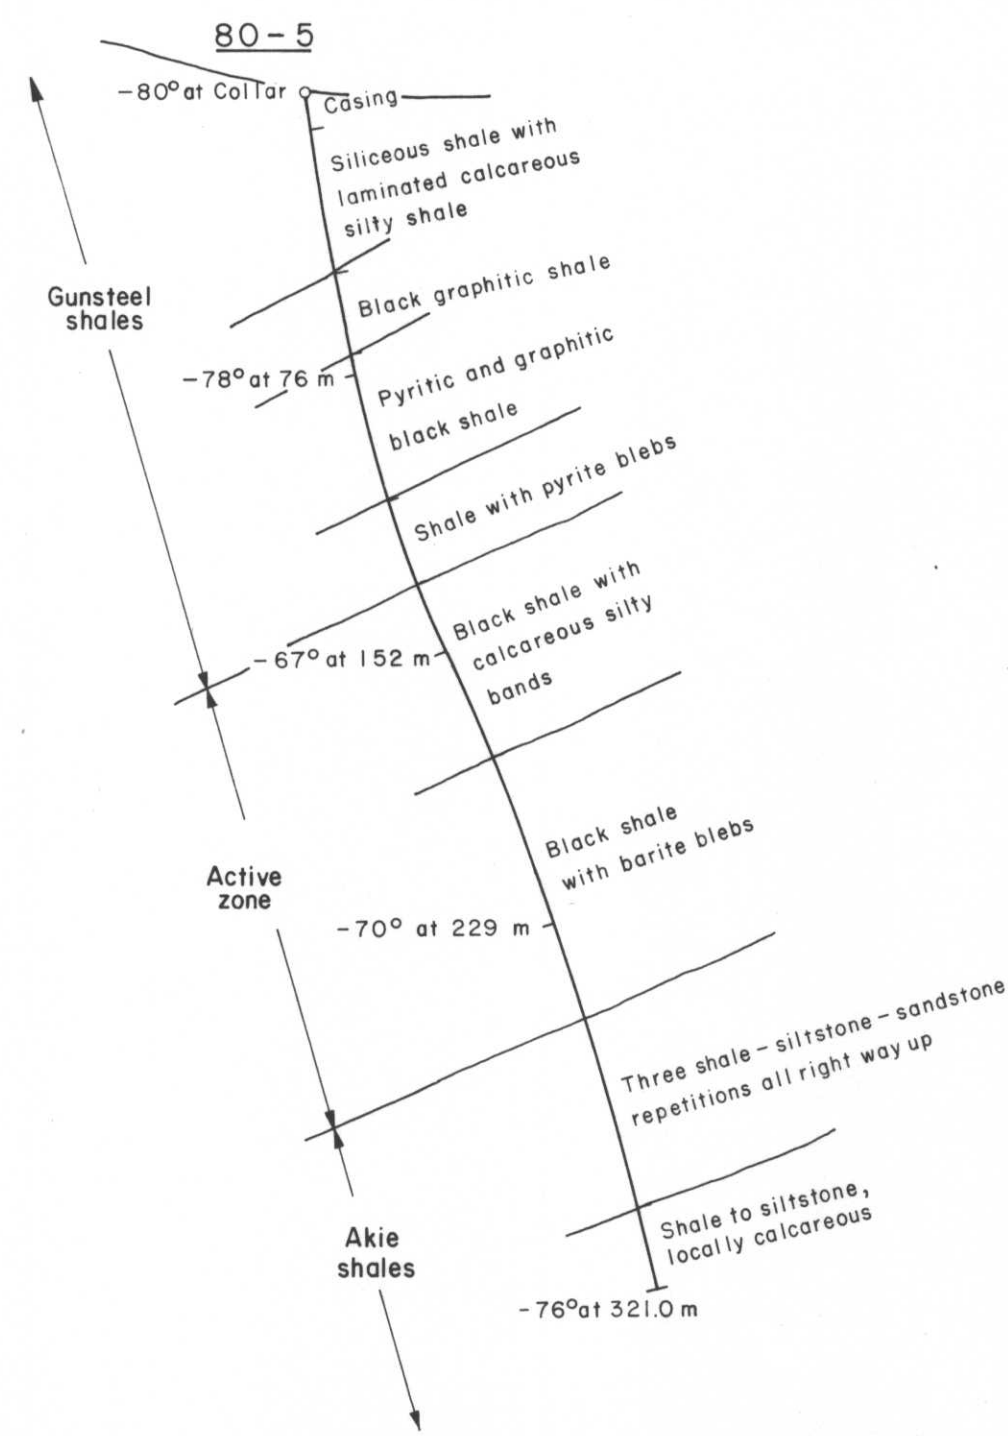 80-5
-80° at Collar
Casing
Siliceous shale with
laminated calcareous
silty shale
Gunsteel
shales
Black graphitic shale
-78° at 76 m
Pyritic and graphitic
black shale
Shale with pyrite blebs
Black shale with
calcareous silty
bands
-67° at 152 m
Active
zone
Black shale
with barite blebs
-70° at 229 m
Three shale-siltstone-sandstone
repetitions all right way up
Akie
shales
Shale to siltstone,
locally calcareous
-76° at 321.0 m